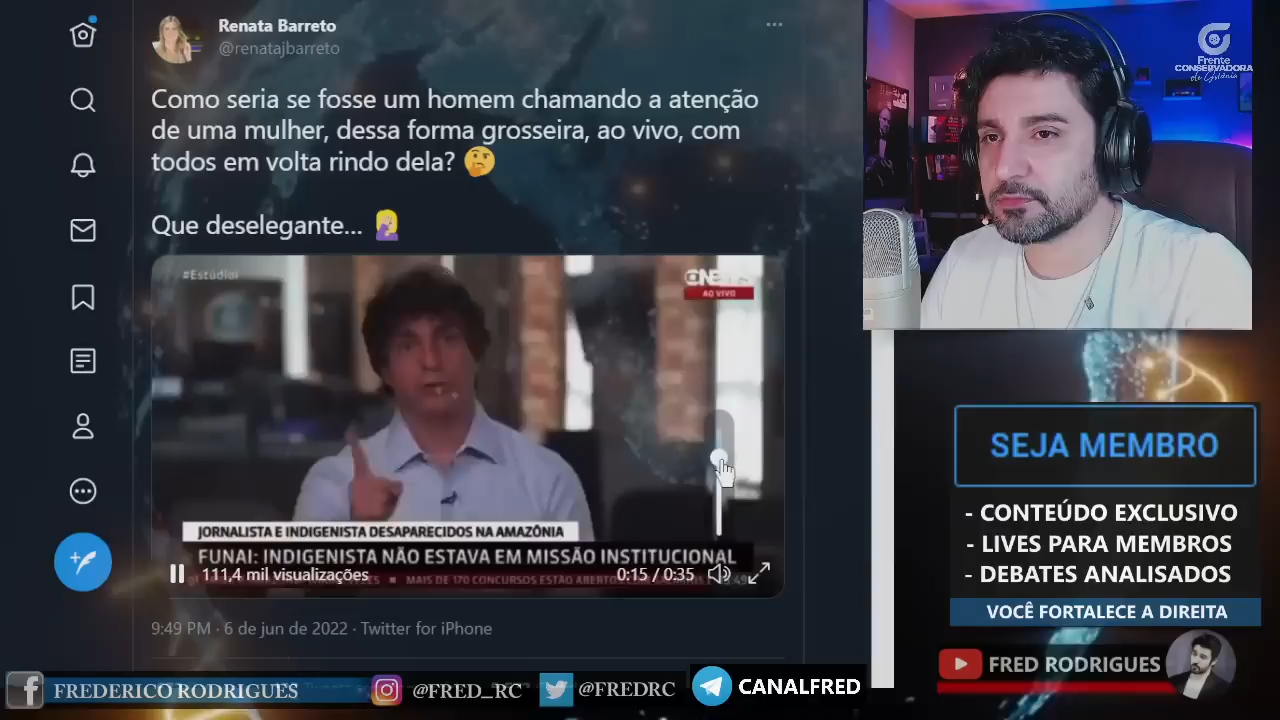 Renata Barreto
@renatajbarreto
Como seria se fosse um homem chamando a atenção
de uma mulher, dessa forma grosseira, ao vivo, com
todos em volta rindo dela? 🤔
Que deselegante... 🤦‍♀️
#Estúdioi
GNEWS
AO VIVO
JORNALISTA E INDIGENISTA DESAPARECIDOS NA AMAZÔNIA
FUNAI: INDIGENISTA NÃO ESTAVA EM MISSÃO INSTITUCIONAL
MAIS DE 170 CONCURSOS ESTÃO
111,4 mil visualizações
0:15 / 0:35
9:49 PM · 6 de jun de 2022 · Twitter for iPhone
Frente
CONSERVADORA
de Goiânia
SEJA MEMBRO
- CONTEÚDO EXCLUSIVO
- LIVES PARA MEMBROS
- DEBATES ANALISADOS
VOCÊ FORTALECE A DIREITA
FRED RODRIGUES
FREDERICO RODRIGUES
@FRED_RC
@FREDRC
CANALFRED